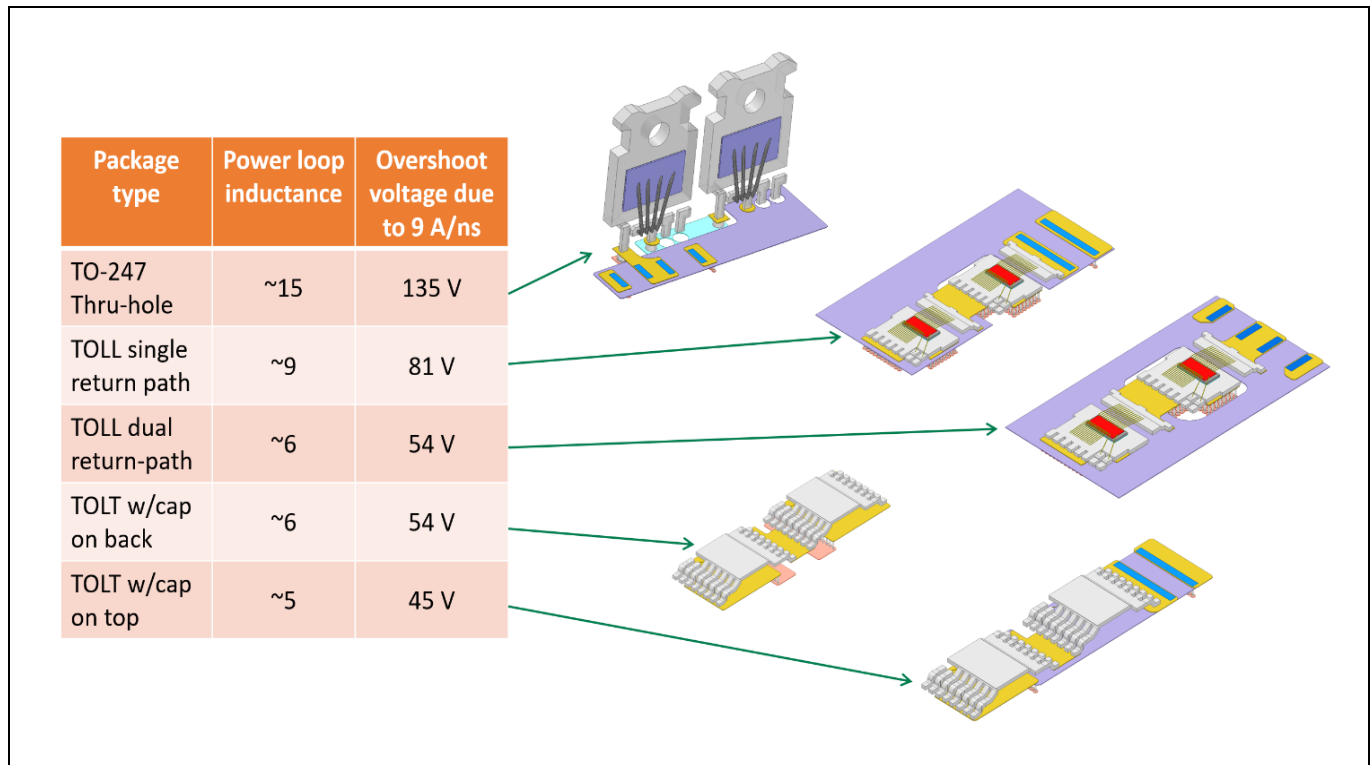 Package type
Power loop inductance
Overshoot voltage due to 9 A/ns
TO-247 Thru-hole
~15
135 V
TOLL single return path
~9
81 V
TOLL dual return-path
~6
54 V
TOLT w/cap on back
~6
54 V
TOLT w/cap on top
~5
45 V